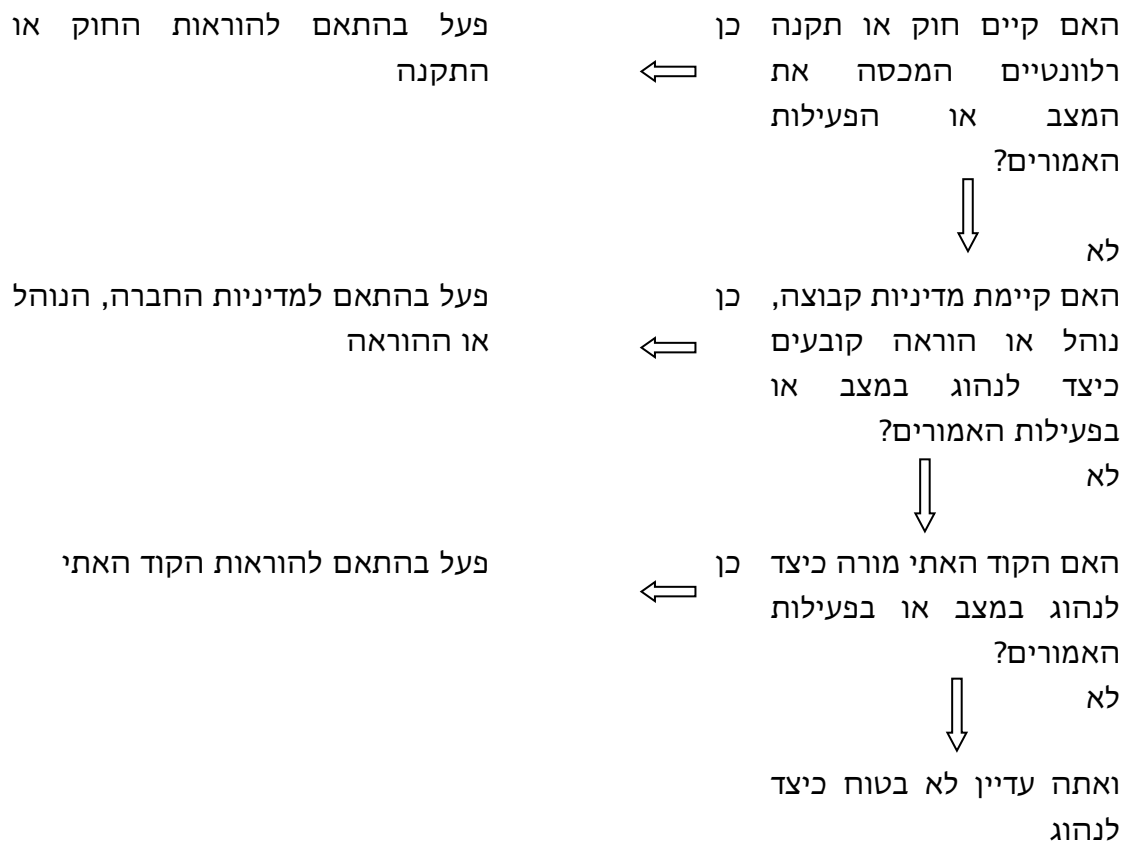 האם קיים חוק או תקנה
רלוונטיים המכסה את
המצב או הפעילות
האמורים?
כן
פעל בהתאם להוראות החוק או
התקנה
לא
האם קיימת מדיניות קבוצה,
נוהל או הוראה קובעים
כיצד לנהוג במצב או
בפעילות האמורים?
כן
פעל בהתאם למדיניות החברה, הנוהל
או ההוראה
לא
האם הקוד האתי מורה כיצד
לנהוג במצב או בפעילות
האמורים?
כן
פעל בהתאם להוראות הקוד האתי
לא
ואתה עדיין לא בטוח כיצד
לנהוג